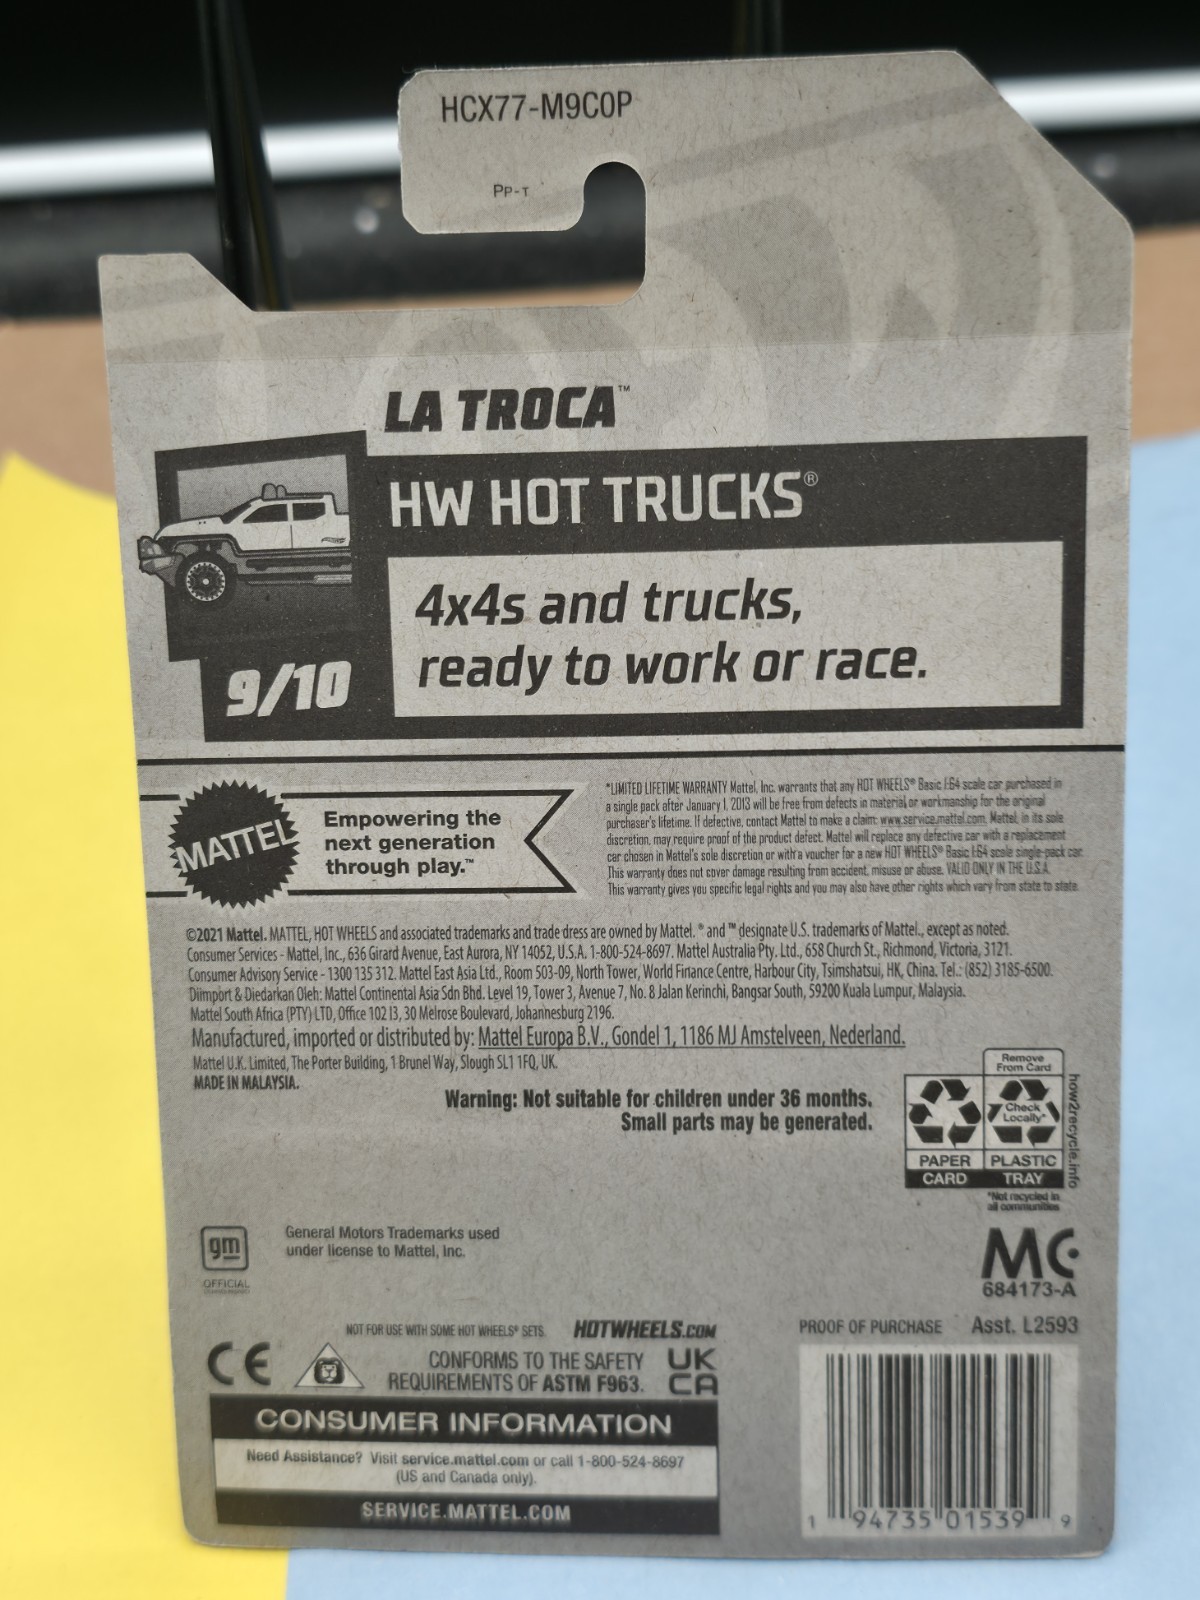 HCX77-M9C0P
PP-T
LA TROCA™
HW HOT TRUCKS®
4x4s and trucks,
ready to work or race.
9/10
MATTEL
Empowering the
next generation
through play.™
*LIMITED LIFETIME WARRANTY Mattel, Inc. warrants that any HOT WHEELS® Basic 1:64 scale car purchased in
a single pack after January 1, 2013 will be free from defects in material or workmanship for the original
purchaser's lifetime. If defective, contact Mattel to make a claim: www.service.mattel.com. Mattel, in its sole
discretion, may require proof of the product defect. Mattel will replace any defective car with a replacement
car chosen in Mattel's sole discretion or with a voucher for a new HOT WHEELS® Basic 1:64 scale single-pack car.
This warranty does not cover damage resulting from accident, misuse or abuse. VALID ONLY IN THE U.S.A.
This warranty gives you specific legal rights and you may also have other rights which vary from state to state.
©2021 Mattel. MATTEL, HOT WHEELS and associated trademarks and trade dress are owned by Mattel. ® and ™ designate U.S. trademarks of Mattel., except as noted.
Consumer Services - Mattel, Inc., 636 Girard Avenue, East Aurora, NY 14052, U.S.A. 1-800-524-8697. Mattel Australia Pty. Ltd., 658 Church St., Richmond, Victoria, 3121.
Consumer Advisory Service - 1300 135 312. Mattel East Asia Ltd., Room 503-09, North Tower, World Finance Centre, Harbour City, Tsimshatsui, HK, China. Tel.: (852) 3185-6500.
Diimport & Diedarkan Oleh: Mattel Continental Asia Sdn Bhd. Level 19, Tower 3, Avenue 7, No. 8 Jalan Kerinchi, Bangsar South, 59200 Kuala Lumpur, Malaysia.
Mattel South Africa (PTY) LTD, Office 102 I3, 30 Melrose Boulevard, Johannesburg 2196.
Manufactured, imported or distributed by: Mattel Europa B.V., Gondel 1, 1186 MJ Amstelveen, Nederland.
Mattel U.K. Limited, The Porter Building, 1 Brunel Way, Slough SL1 1FQ, UK.
MADE IN MALAYSIA.
Warning: Not suitable for children under 36 months.
Small parts may be generated.
Remove
From Card
Check
Locally*
PAPER
PLASTIC
CARD
TRAY
how2recycle.info
*Not recycled in
all communities
gm
OFFICIAL
General Motors Trademarks used
under license to Mattel, Inc.
MC
684173-A
NOT FOR USE WITH SOME HOT WHEELS® SETS.
HOTWHEELS.COM
PROOF OF PURCHASE
Asst. L2593
CE
CONFORMS TO THE SAFETY
REQUIREMENTS OF ASTM F963.
UK
CA
CONSUMER INFORMATION
Need Assistance? Visit service.mattel.com or call 1-800-524-8697
(US and Canada only).
SERVICE.MATTEL.COM
1 94735 01539 9